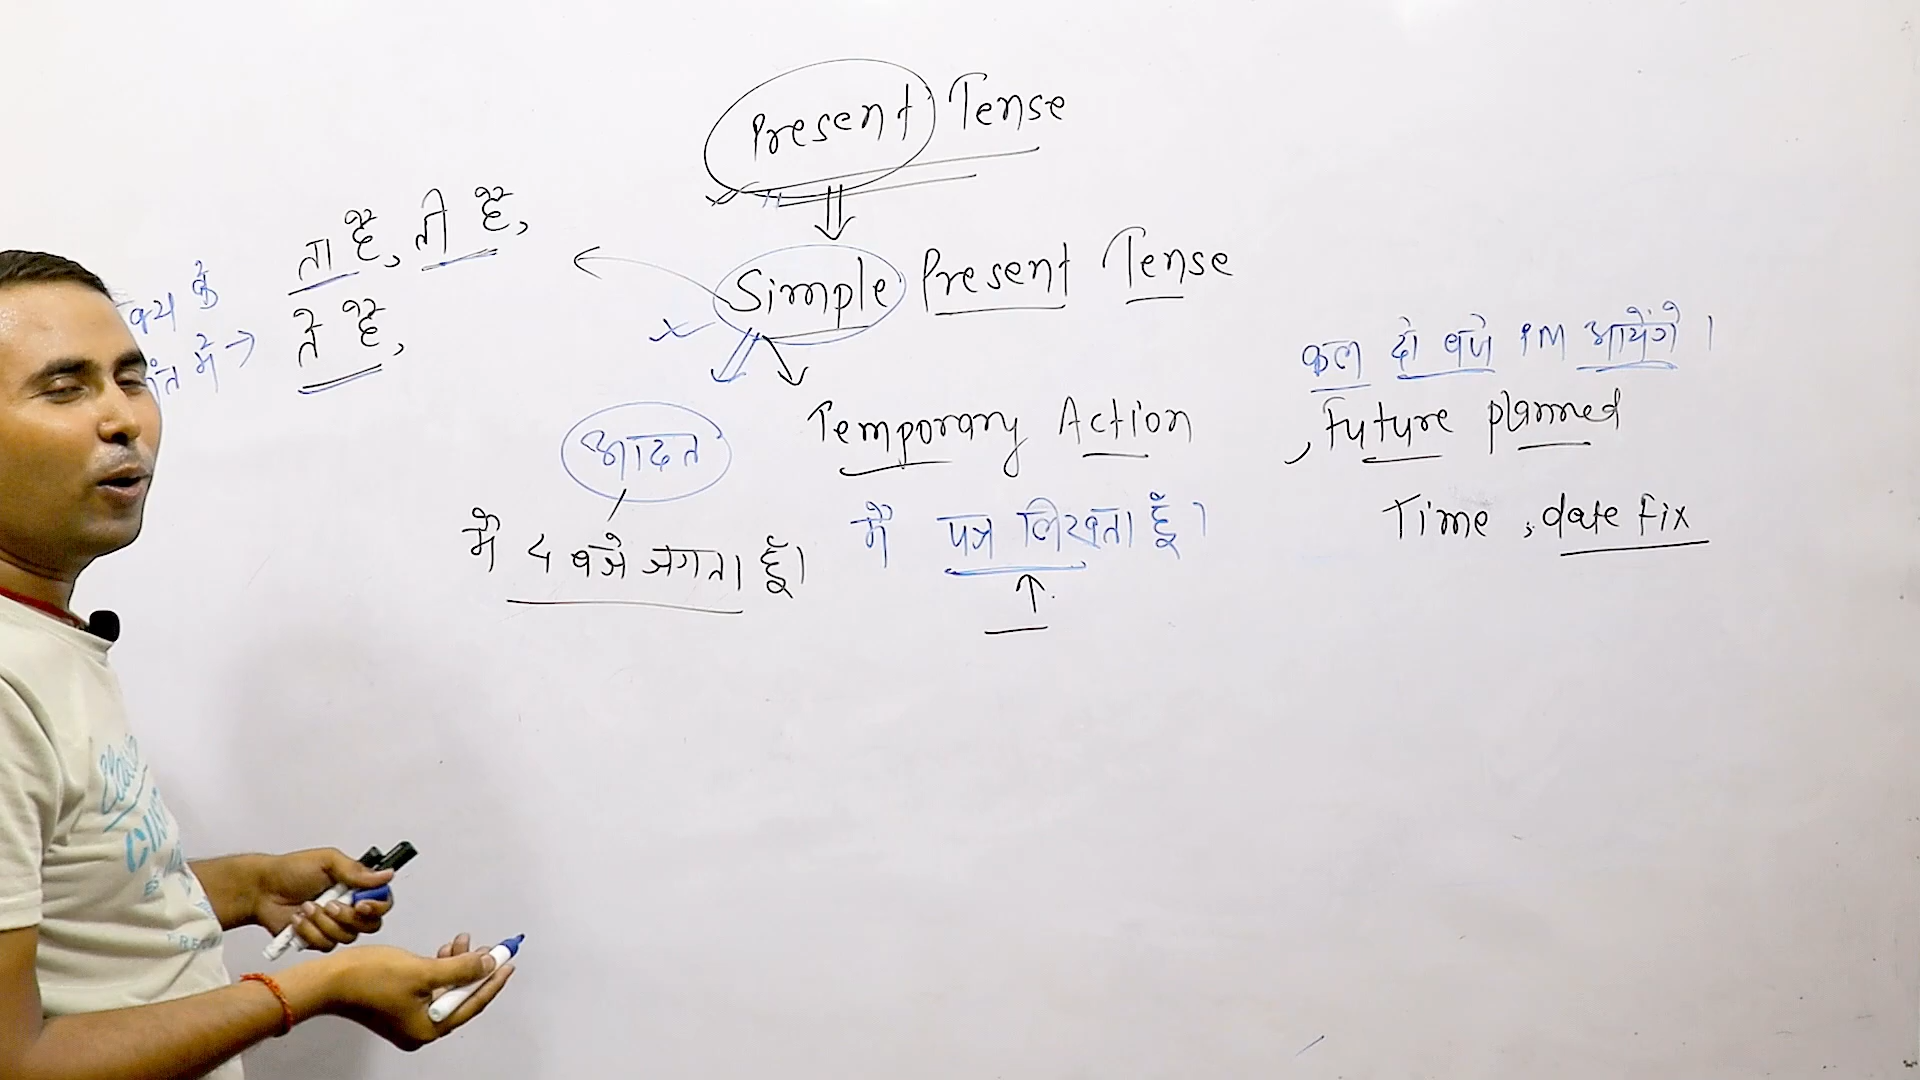 Present Tense
Simple Present Tense
ता है, ती है,
ते है,
के
अंत में →
आदत
Temporary Action
मैं 4 बजे जगता हूँ।
मैं पत्र लिखता हूँ।
कल दो बजे PM आयेंगे।
, Future planned
Time, date fix